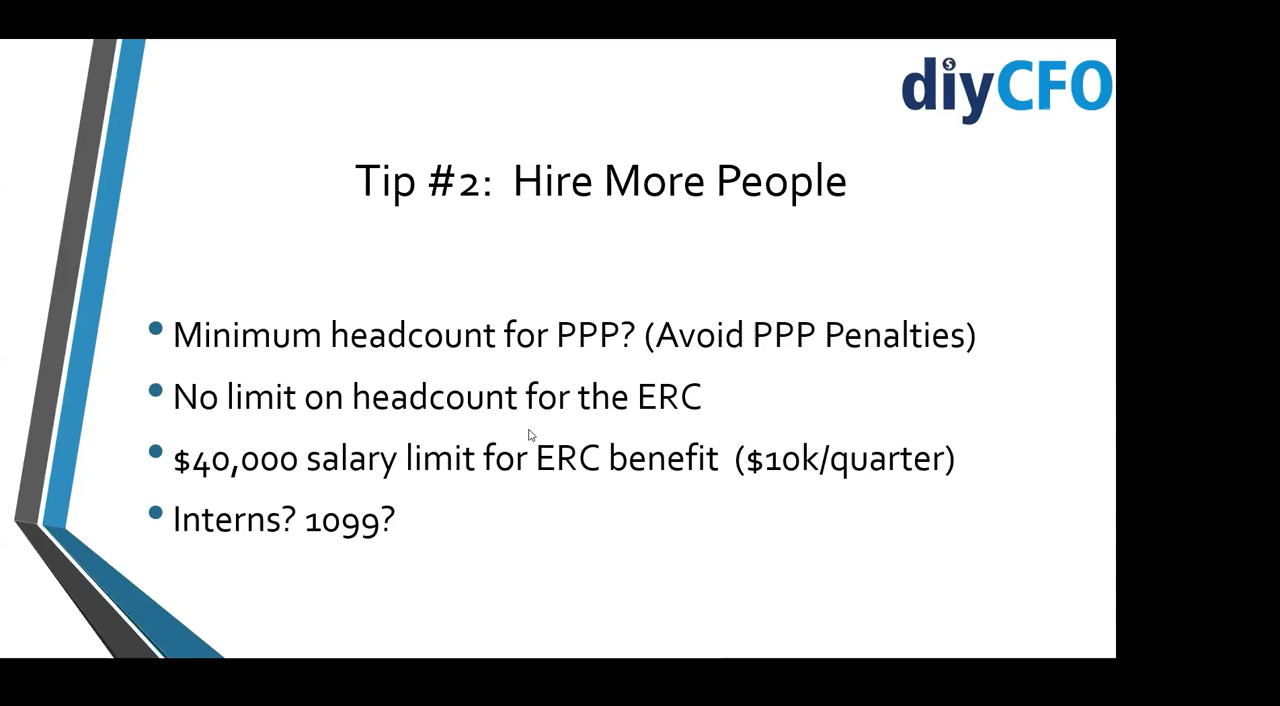 diyCFO
Tip #2: Hire More People
Minimum headcount for PPP? (Avoid PPP Penalties)
No limit on headcount for the ERC
$40,000 salary limit for ERC benefit ($10k/quarter)
Interns? 1099?